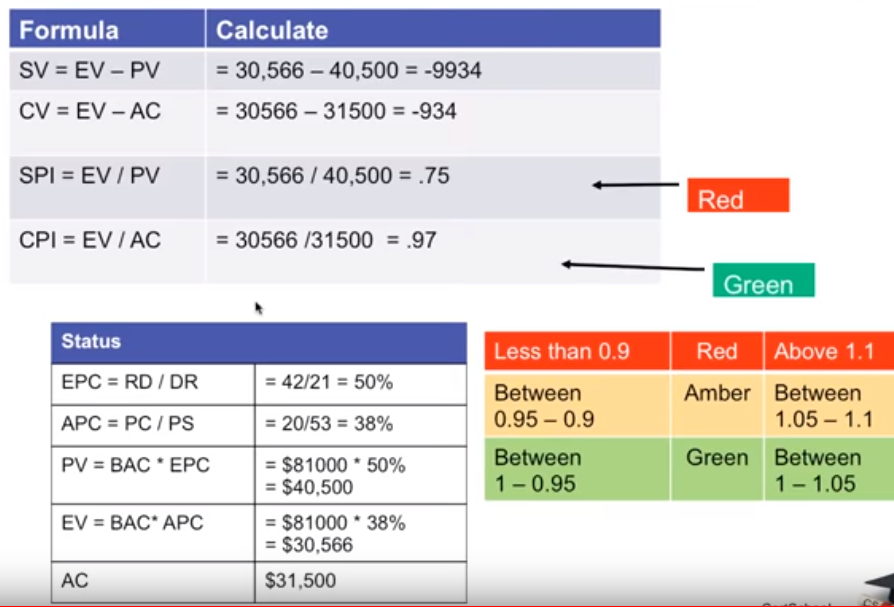 Formula Calculate
SV = EV – PV = 30,566 – 40,500 = -9934
CV = EV – AC = 30566 – 31500 = -934
SPI = EV / PV = 30,566 / 40,500 = .75
Red
CPI = EV / AC = 30566 /31500 = .97
Green
Status
EPC = RD / DR = 42/21 = 50%
APC = PC / PS = 20/53 = 38%
PV = BAC * EPC = $81000 * 50%
= $40,500
EV = BAC* APC = $81000 * 38%
= $30,566
AC $31,500
Less than 0.9 Red Above 1.1
Between Amber Between
0.95 – 0.9 1.05 – 1.1
Between Green Between
1 – 0.95 1 – 1.05